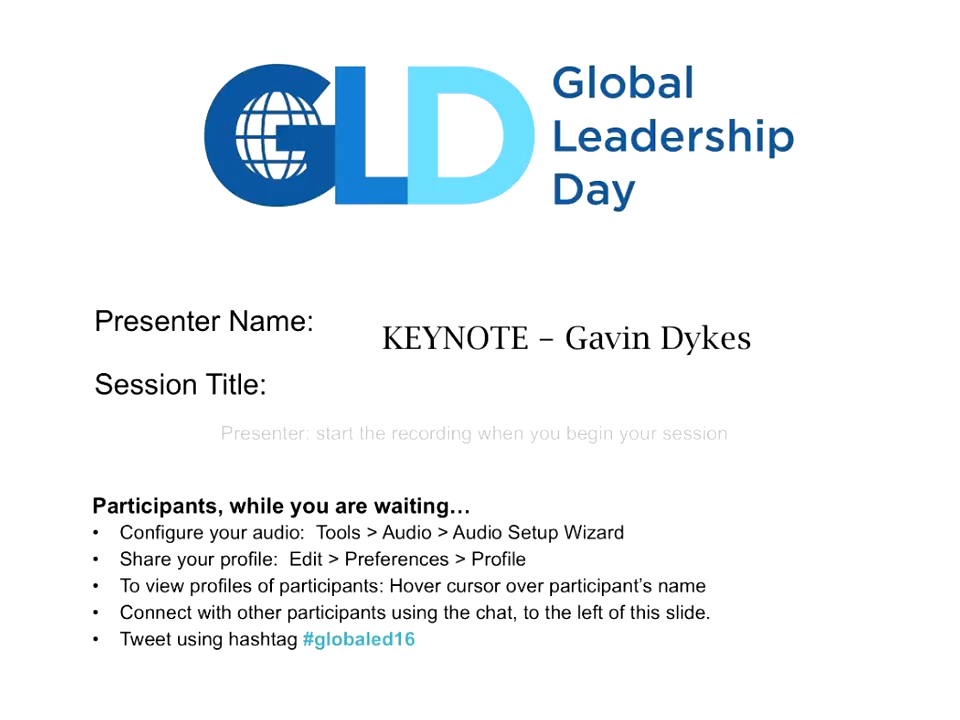 GLD
Global
Leadership
Day
Presenter Name:
KEYNOTE – Gavin Dykes
Session Title:
Presenter: start the recording when you begin your session
Participants, while you are waiting…
• Configure your audio:  Tools > Audio > Audio Setup Wizard
• Share your profile:  Edit > Preferences > Profile
• To view profiles of participants: Hover cursor over participant’s name
• Connect with other participants using the chat, to the left of this slide.
• Tweet using hashtag #globaled16